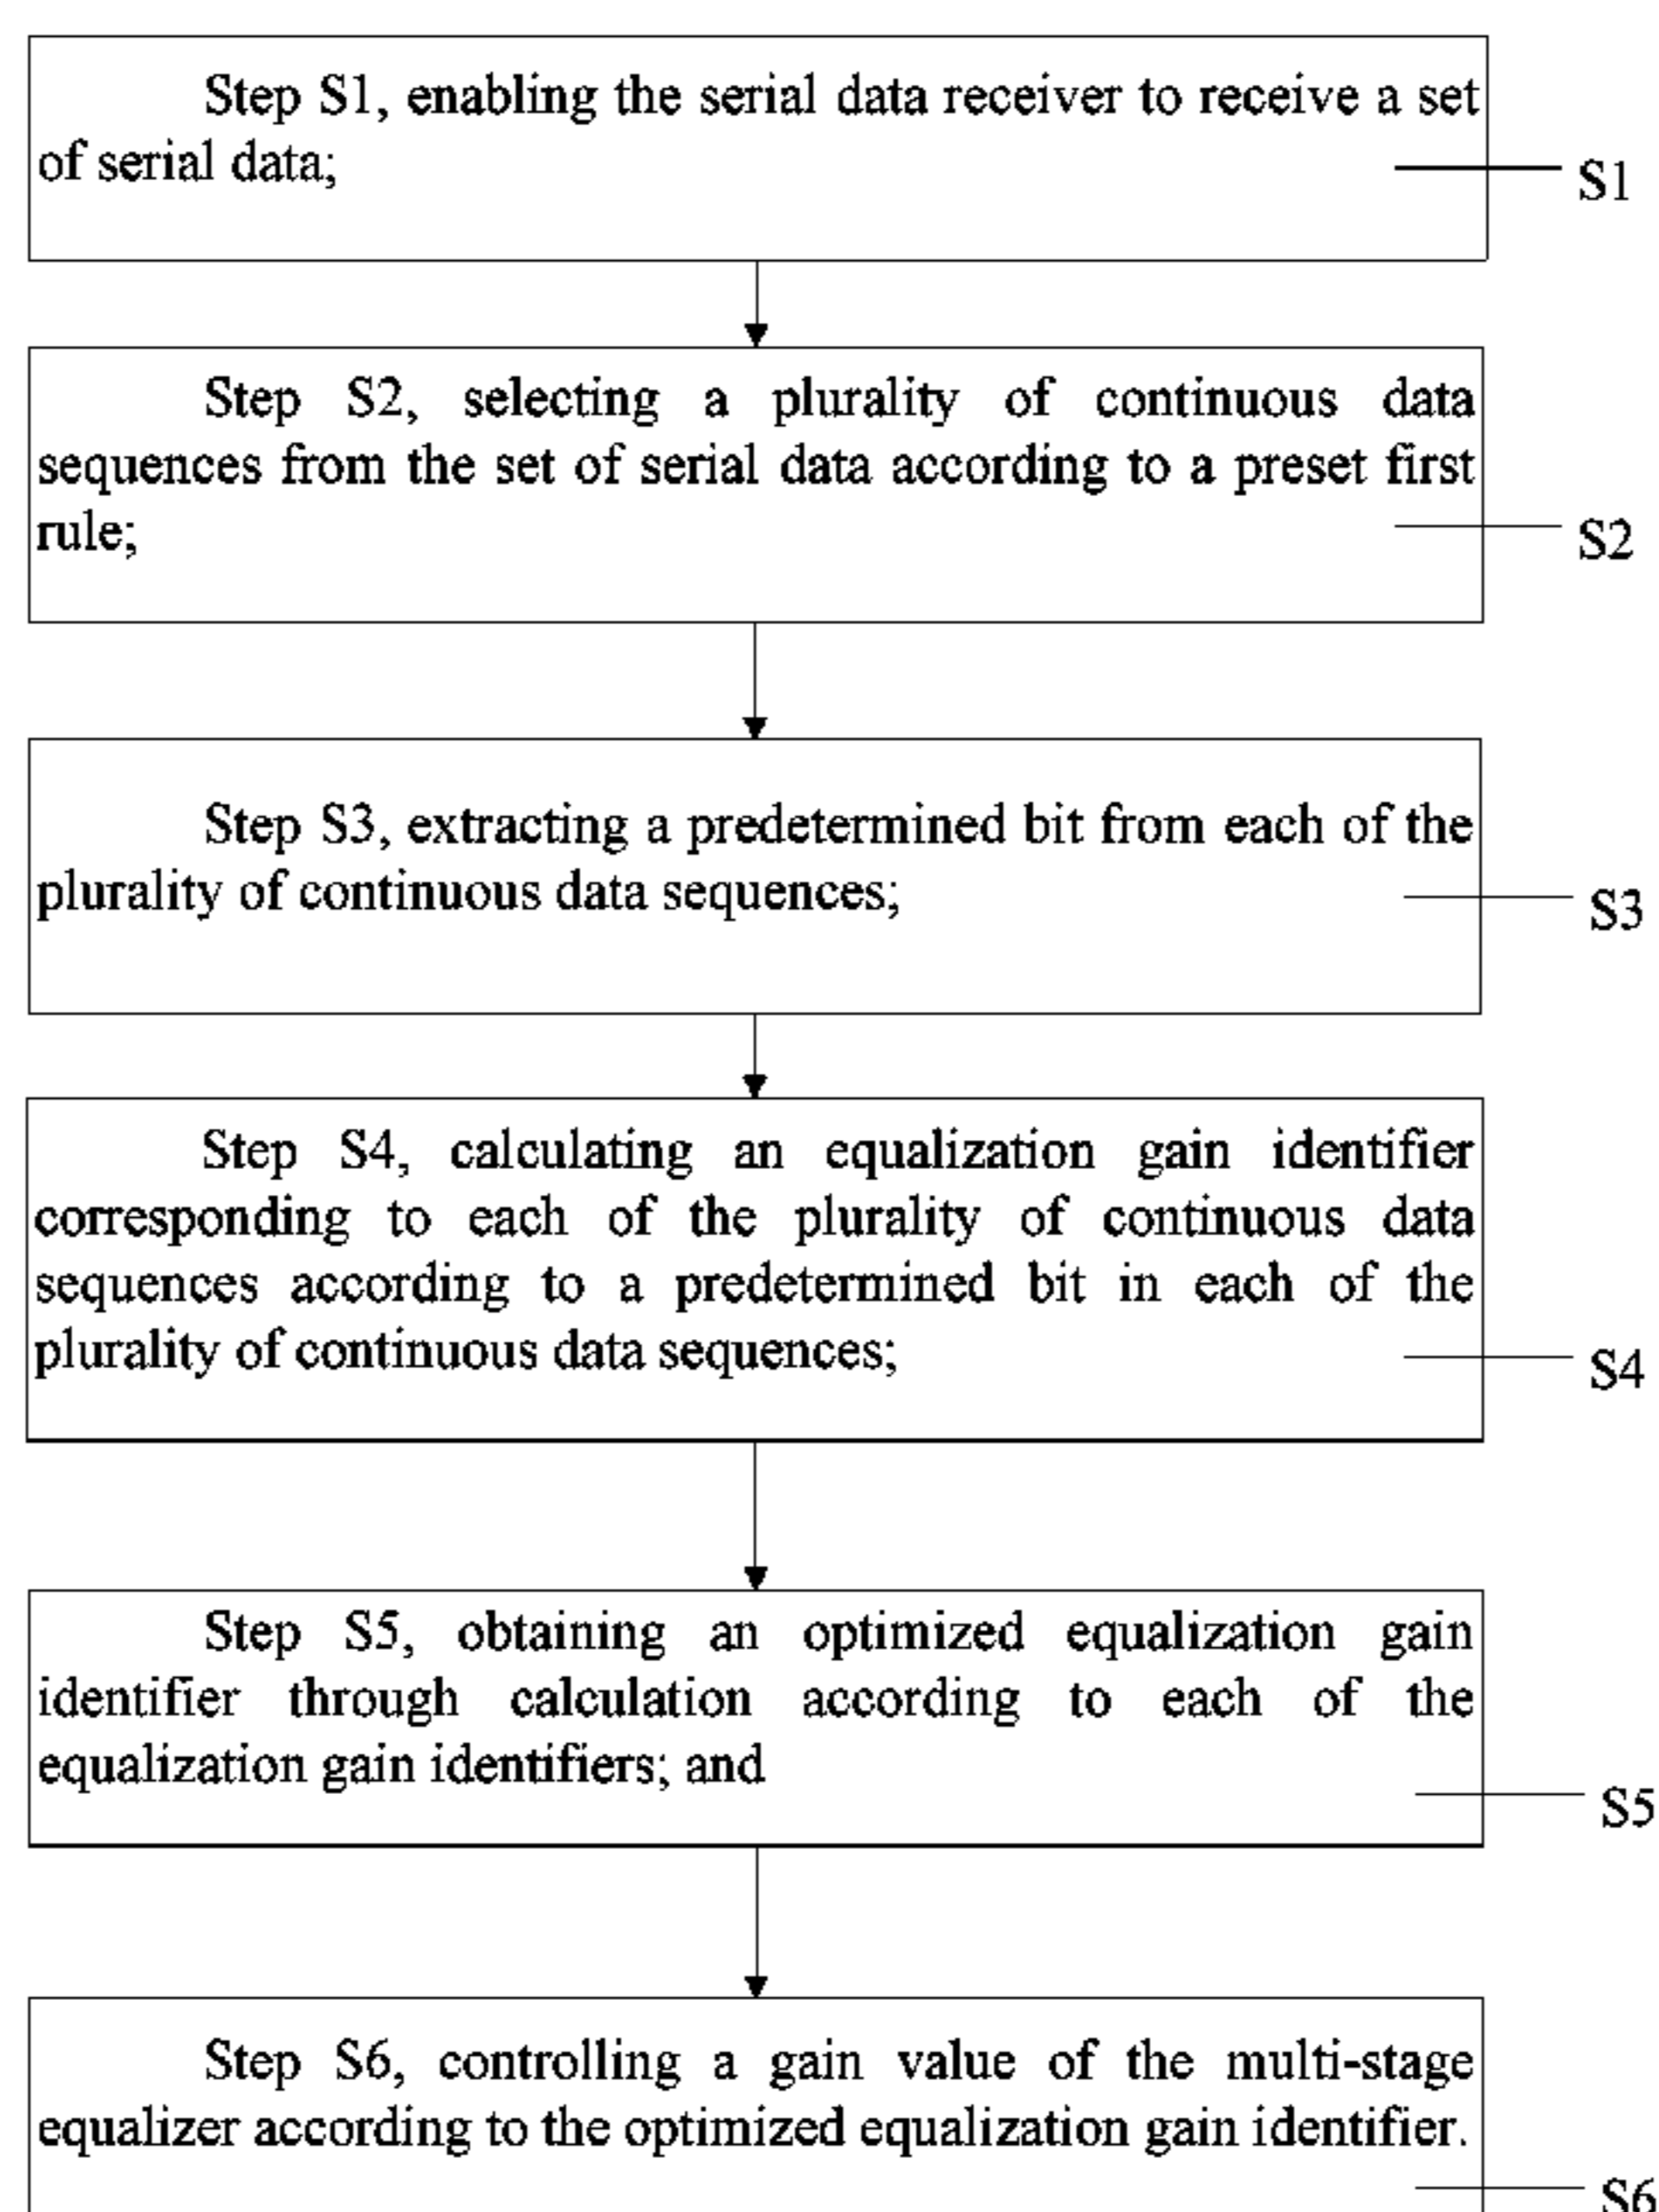 Step S1, enabling the serial data receiver to receive a set
of serial data;
S1
Step S2, selecting a plurality of continuous data
sequences from the set of serial data according to a preset first
rule;
S2
Step S3, extracting a predetermined bit from each of the
plurality of continuous data sequences;
S3
Step S4, calculating an equalization gain identifier
corresponding to each of the plurality of continuous data
sequences according to a predetermined bit in each of the
plurality of continuous data sequences;
S4
Step S5, obtaining an optimized equalization gain
identifier through calculation according to each of the
equalization gain identifiers; and
S5
Step S6, controlling a gain value of the multi-stage
equalizer according to the optimized equalization gain identifier.
S6